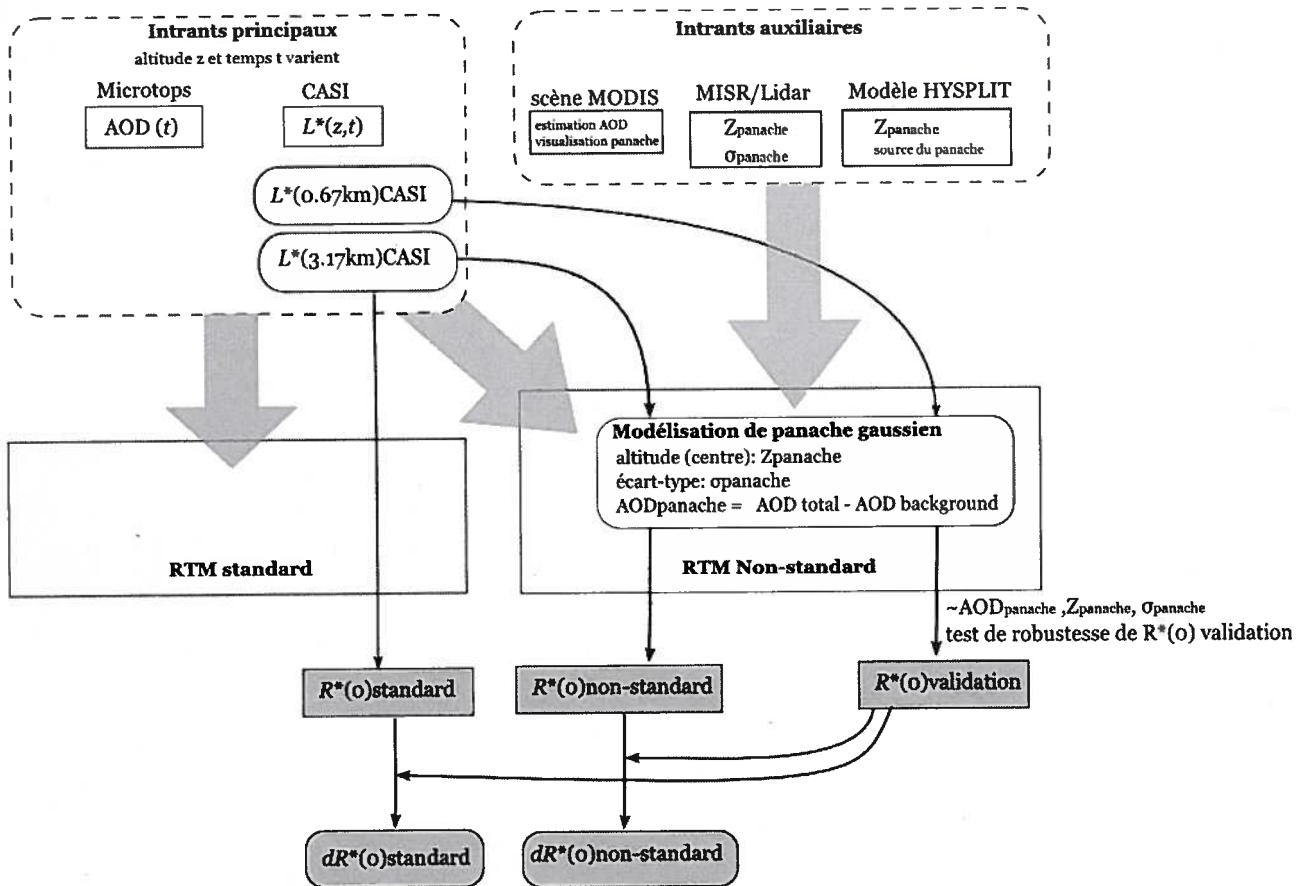 Intrants principaux
altitude z et temps t varient
Microtops
AOD (t)
CASI
L*(z,t)
L*(0.67km)CASI
L*(3.17km)CASI
Intrants auxiliaires
scène MODIS
estimation AOD
visualisation panache
MISR/Lidar
Zpanache
σpanache
Modèle HYSPLIT
Zpanache
source du panache
Modélisation de panache gaussien
altitude (centre): Zpanache
écart-type: σpanache
AODpanache = AOD total - AOD background
RTM standard
RTM Non-standard
~AODpanache ,Zpanache, σpanache
test de robustesse de R*(0) validation
R*(0)standard
R*(0)non-standard
R*(0)validation
dR*(0)standard
dR*(0)non-standard